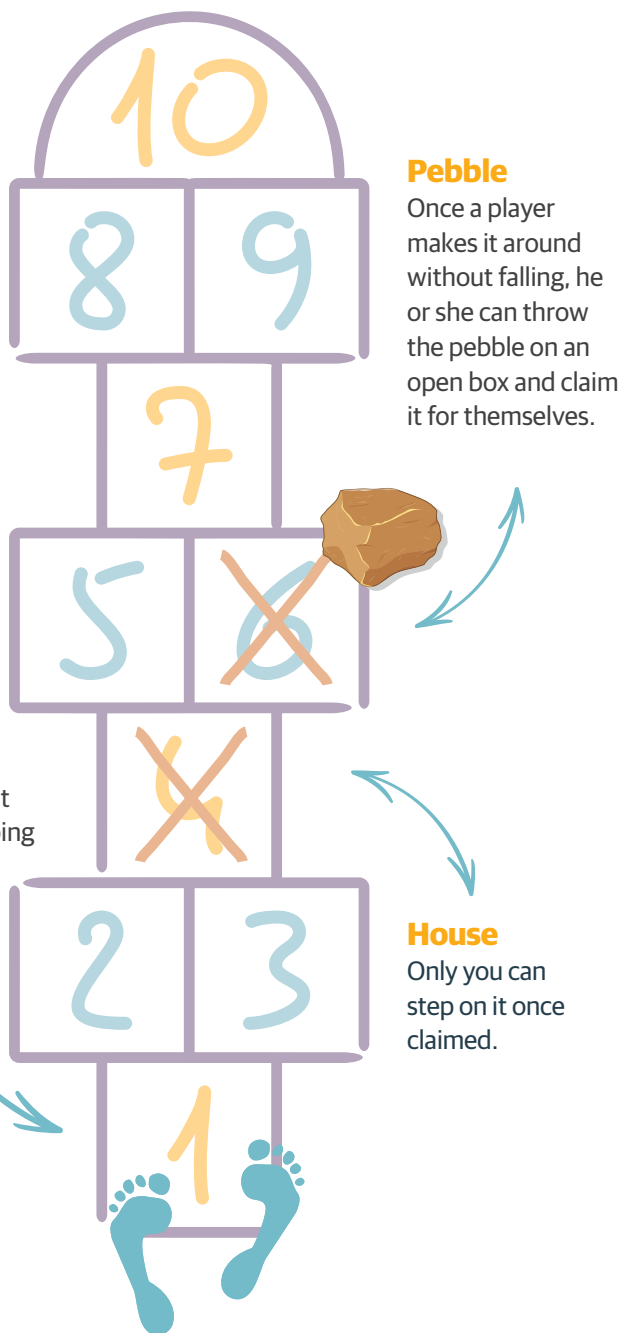 10
8 9
Pebble
Once a player
makes it around
without falling, he
or she can throw
the pebble on an
open box and claim
it for themselves.
7
5 6
4
2 3
House
Only you can
step on it once
claimed.
1